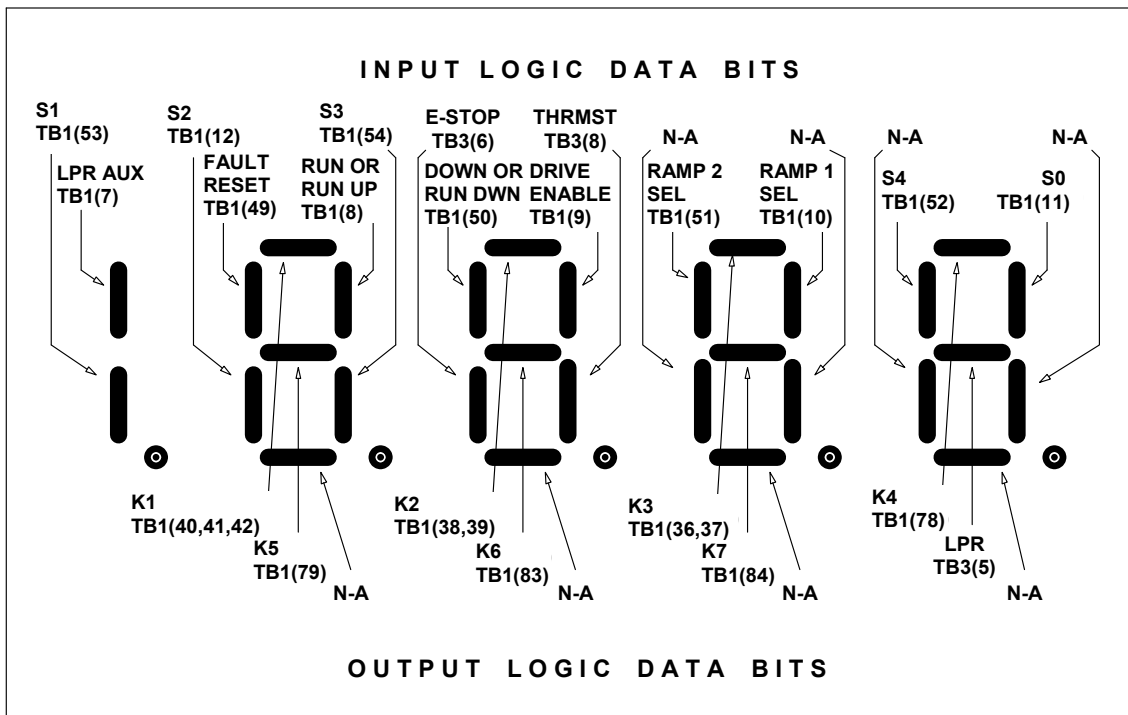 INPUT LOGIC DATA BITS
S1
TB1(53)
LPR AUX
TB1(7)
S2
TB1(12)
FAULT
RESET
TB1(49)
S3
TB1(54)
RUN OR
RUN UP
TB1(8)
E-STOP
TB3(6)
DOWN OR
RUN DWN
TB1(50)
THRMST
TB3(8)
DRIVE
ENABLE
TB1(9)
N-A
RAMP 2
SEL
TB1(51)
N-A
RAMP 1
SEL
TB1(10)
N-A
S4
TB1(52)
N-A
S0
TB1(11)
K1
TB1(40,41,42)
K5
TB1(79)
N-A
K2
TB1(38,39)
K6
TB1(83)
N-A
K3
TB1(36,37)
K7
TB1(84)
N-A
K4
TB1(78)
LPR
TB3(5)
N-A
OUTPUT LOGIC DATA BITS